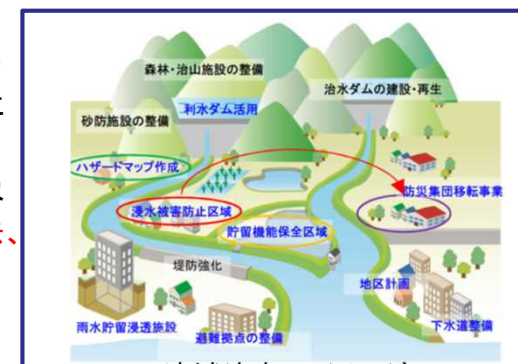 森林・治山施設の整備
治水ダムの建設・再生
利水ダム活用
砂防施設の整備
ハザードマップ作成
防災集団移転事業
浸水被害防止区域
貯留機能保全区域
堤防強化
地区計画
雨水貯留浸透施設
下水道整備
避難拠点の整備